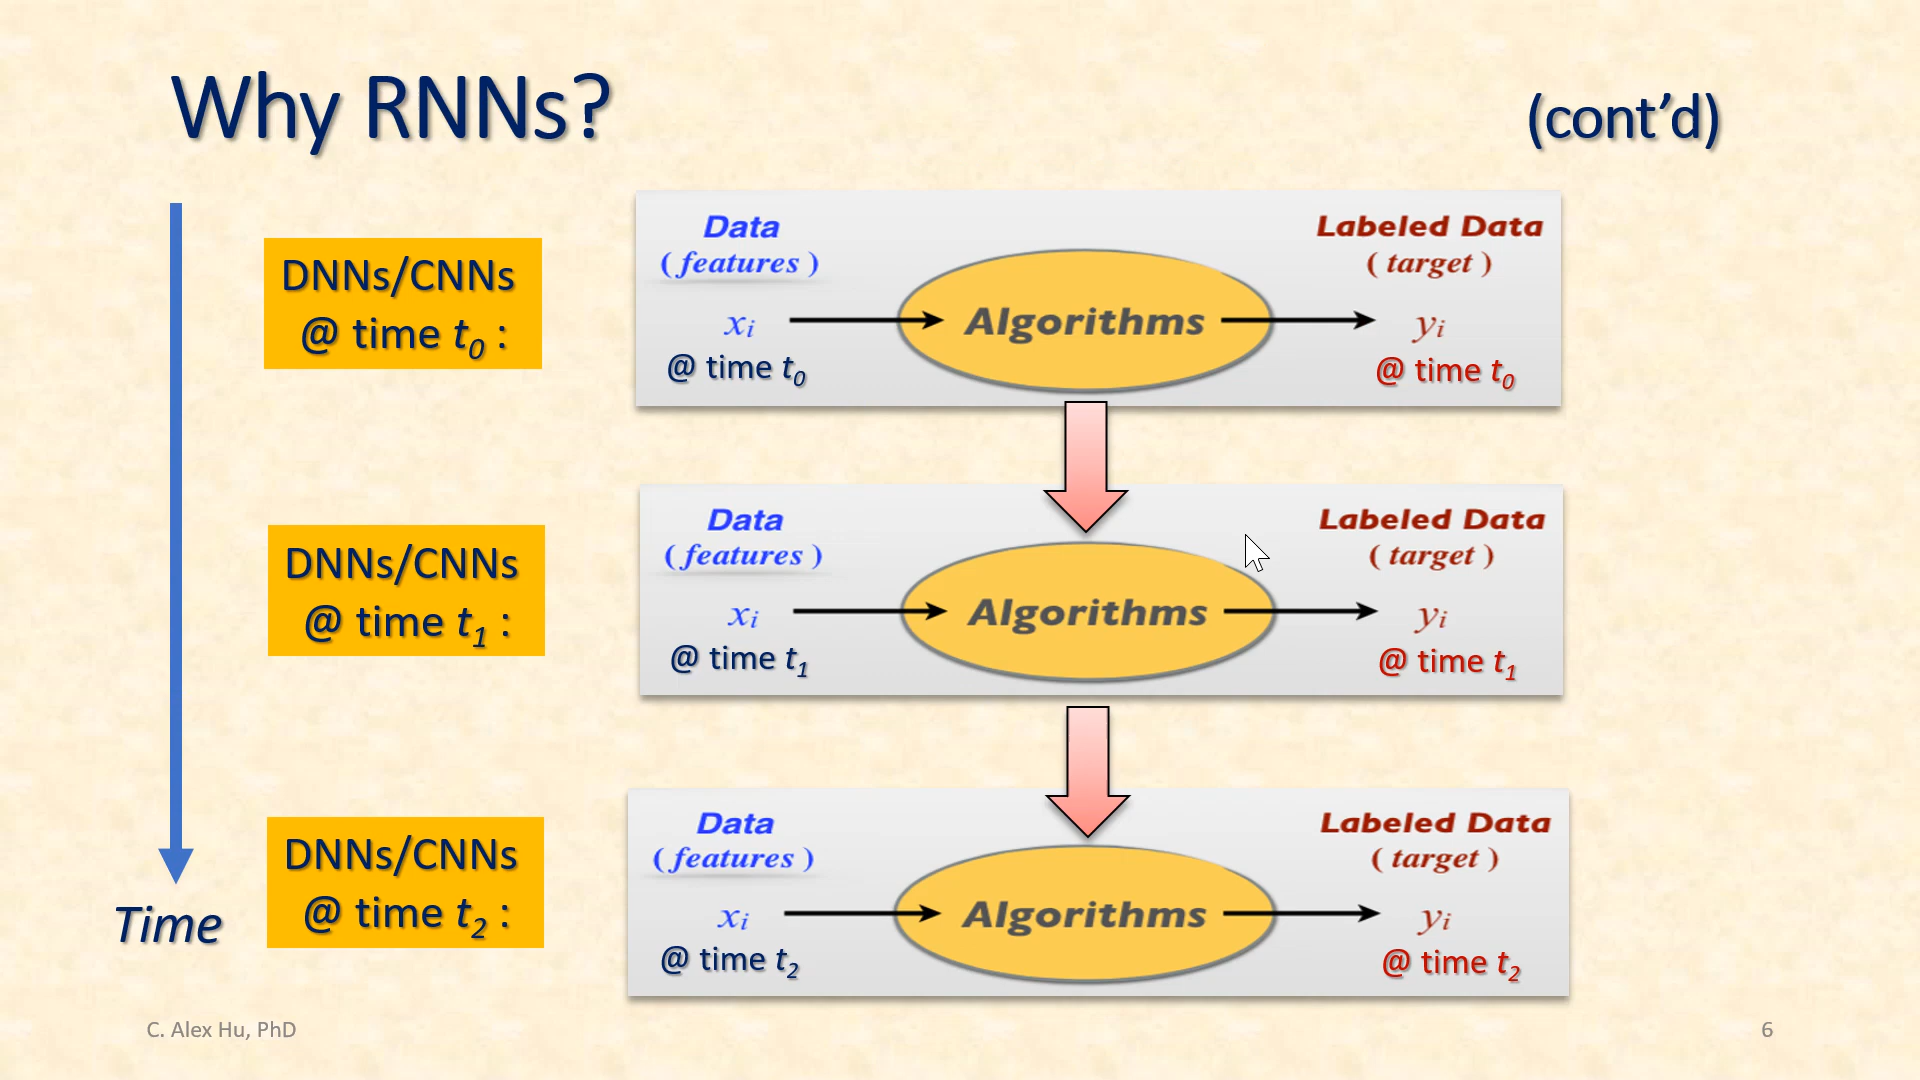 Why RNNs?
(cont’d)
DNNs/CNNs
@ time t0 :
Data
( features )
xi
@ time t0
Algorithms
Labeled Data
( target )
yi
@ time t0
DNNs/CNNs
@ time t1 :
Data
( features )
xi
@ time t1
Algorithms
Labeled Data
( target )
yi
@ time t1
DNNs/CNNs
@ time t2 :
Data
( features )
xi
@ time t2
Algorithms
Labeled Data
( target )
yi
@ time t2
Time
C. Alex Hu, PhD
6